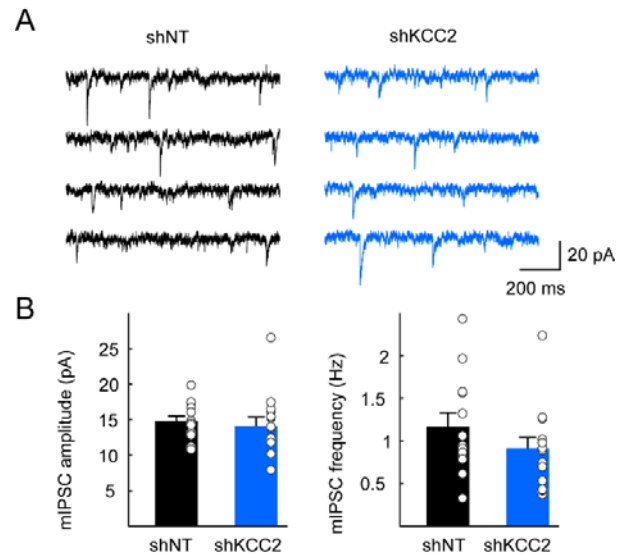 A
shNT shKCC2
20 pA
200 ms
B
mIPSC amplitude (pA)
25
20
15
10
5
shNT shKCC2
mIPSC frequency (Hz)
2
1.5
1
0.5
shNT shKCC2